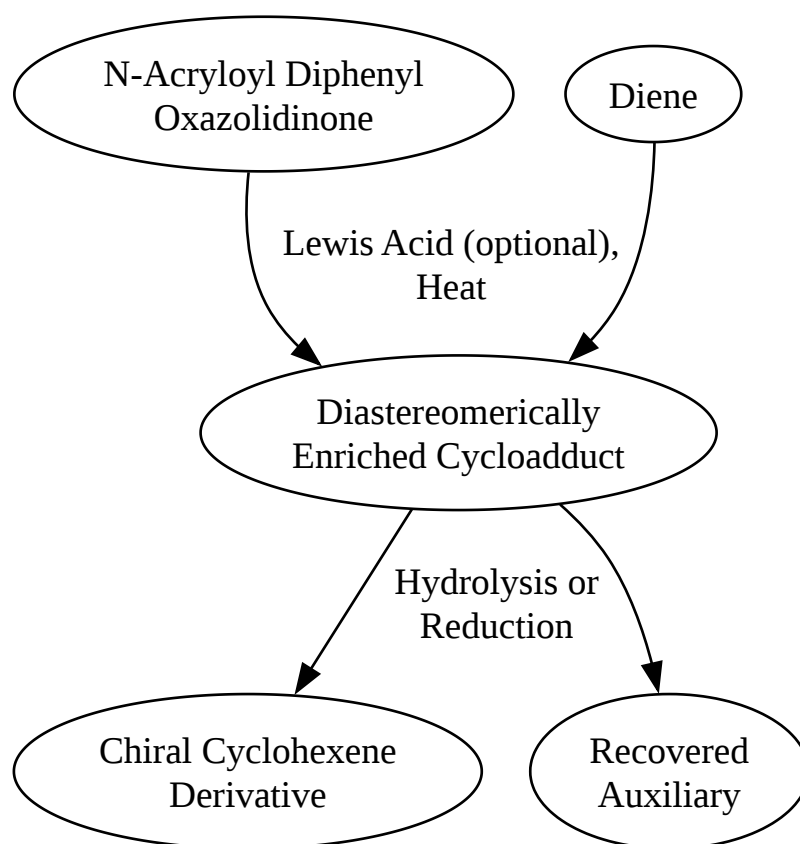 N-Acryloyl Diphenyl
Oxazolidinone
Diene
Lewis Acid (optional),
Heat
Diastereomerically
Enriched Cycloadduct
Hydrolysis or
Reduction
Chiral Cyclohexene
Derivative
Recovered
Auxiliary